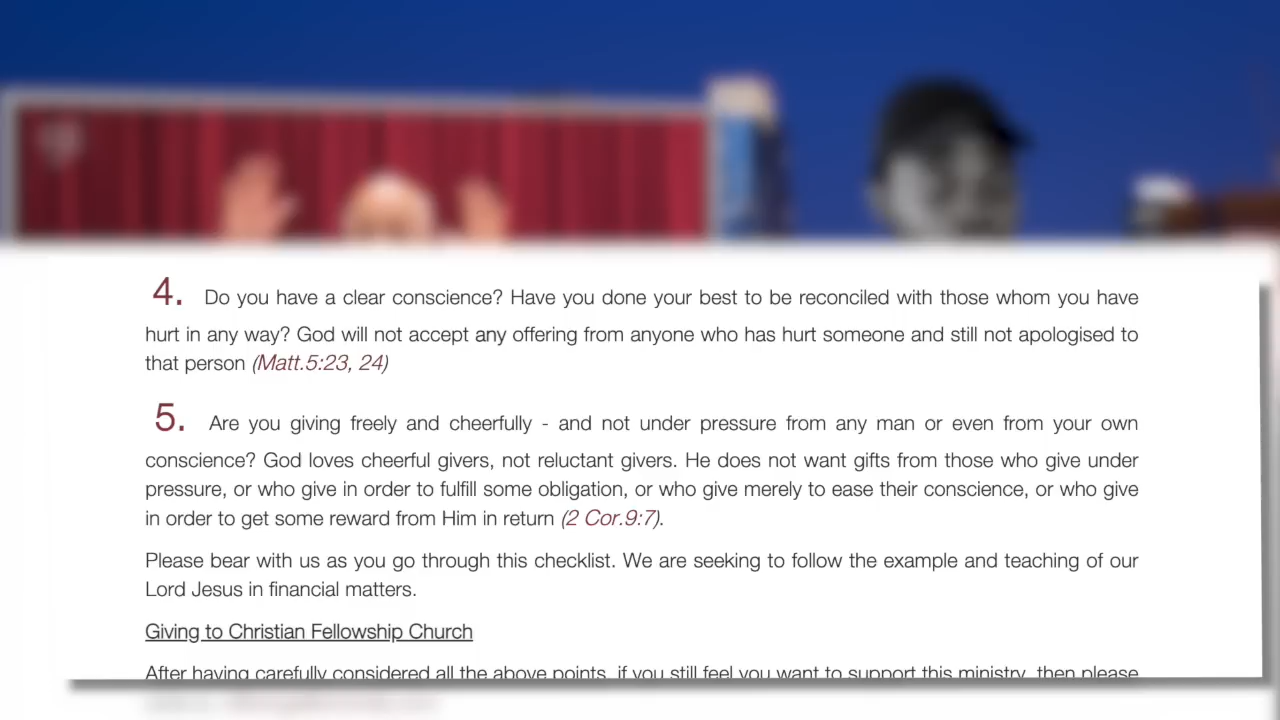 4. Do you have a clear conscience? Have you done your best to be reconciled with those whom you have
hurt in any way? God will not accept any offering from anyone who has hurt someone and still not apologised to
that person (Matt.5:23, 24)
5. Are you giving freely and cheerfully - and not under pressure from any man or even from your own
conscience? God loves cheerful givers, not reluctant givers. He does not want gifts from those who give under
pressure, or who give in order to fulfill some obligation, or who give merely to ease their conscience, or who give
in order to get some reward from Him in return (2 Cor.9:7).
Please bear with us as you go through this checklist. We are seeking to follow the example and teaching of our
Lord Jesus in financial matters.
Giving to Christian Fellowship Church
After having carefully considered all the above points, if you still feel you want to support this ministry, then please